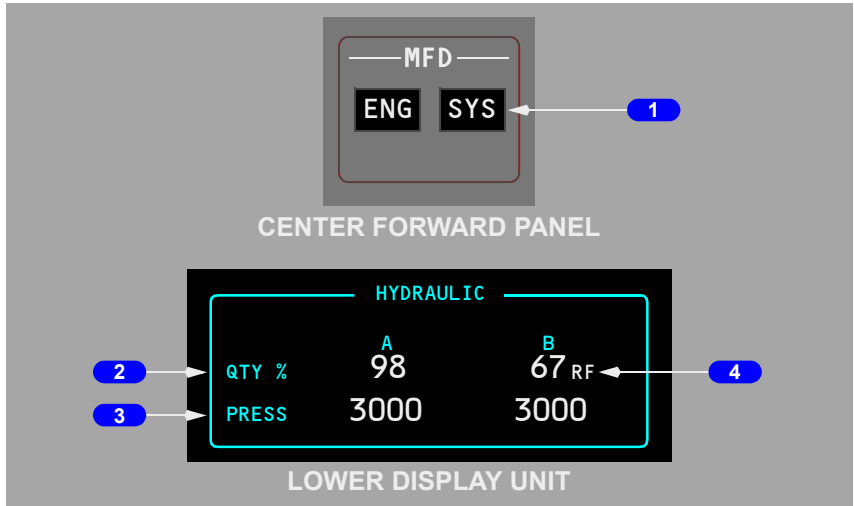 MFD
ENG SYS
1
CENTER FORWARD PANEL
HYDRAULIC
A B
2 QTY % 98 67 RF 4
3 PRESS 3000 3000
LOWER DISPLAY UNIT